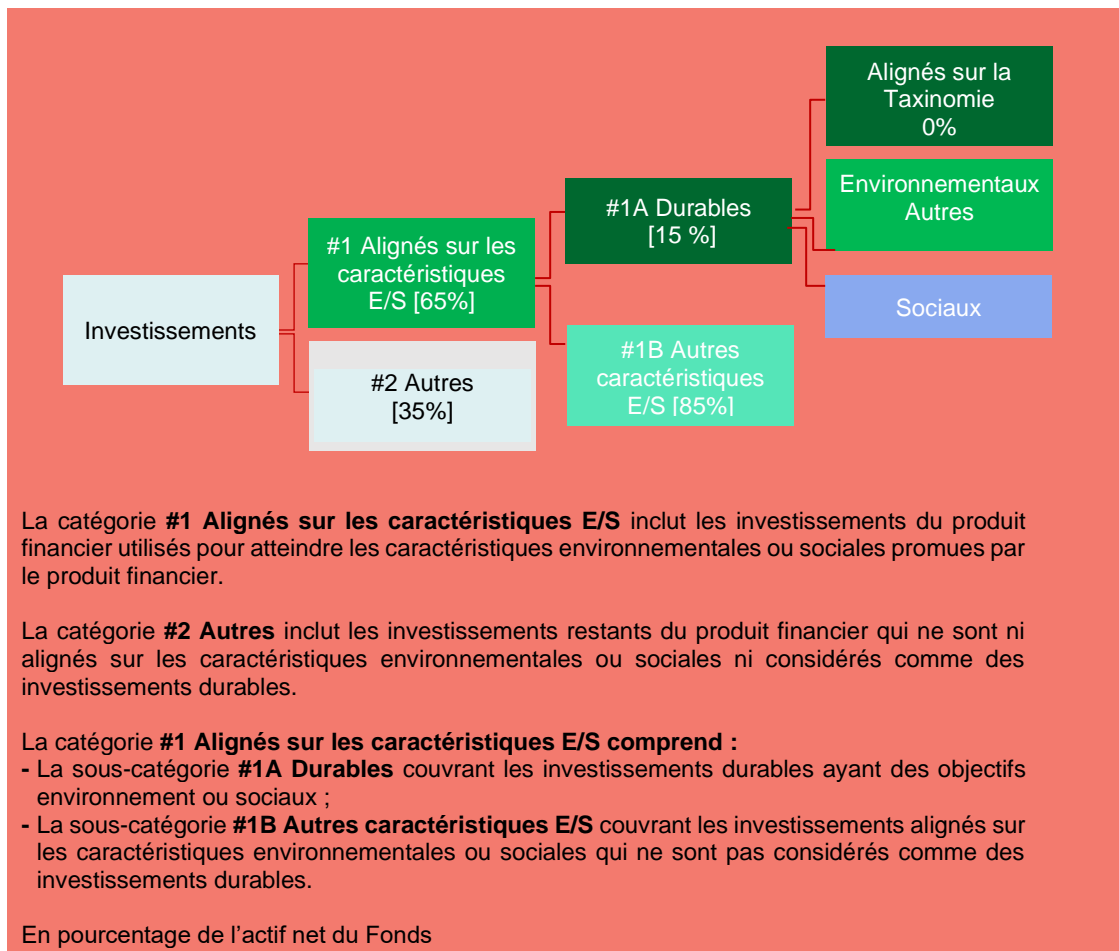 Alignés sur la
Taxinomie
0%
Environnementaux
Autres
#1A Durables
[15 %]
#1 Alignés sur les
caractéristiques
E/S [65%]
Sociaux
Investissements
#1B Autres
caractéristiques
E/S [85%]
#2 Autres
[35%]
La catégorie #1 Alignés sur les caractéristiques E/S inclut les investissements du produit
financier utilisés pour atteindre les caractéristiques environnementales ou sociales promues par
le produit financier.
La catégorie #2 Autres inclut les investissements restants du produit financier qui ne sont ni
alignés sur les caractéristiques environnementales ou sociales ni considérés comme des
investissements durables.
La catégorie #1 Alignés sur les caractéristiques E/S comprend :
- La sous-catégorie #1A Durables couvrant les investissements durables ayant des objectifs
environnement ou sociaux ;
- La sous-catégorie #1B Autres caractéristiques E/S couvrant les investissements alignés sur
les caractéristiques environnementales ou sociales qui ne sont pas considérés comme des
investissements durables.
En pourcentage de l’actif net du Fonds